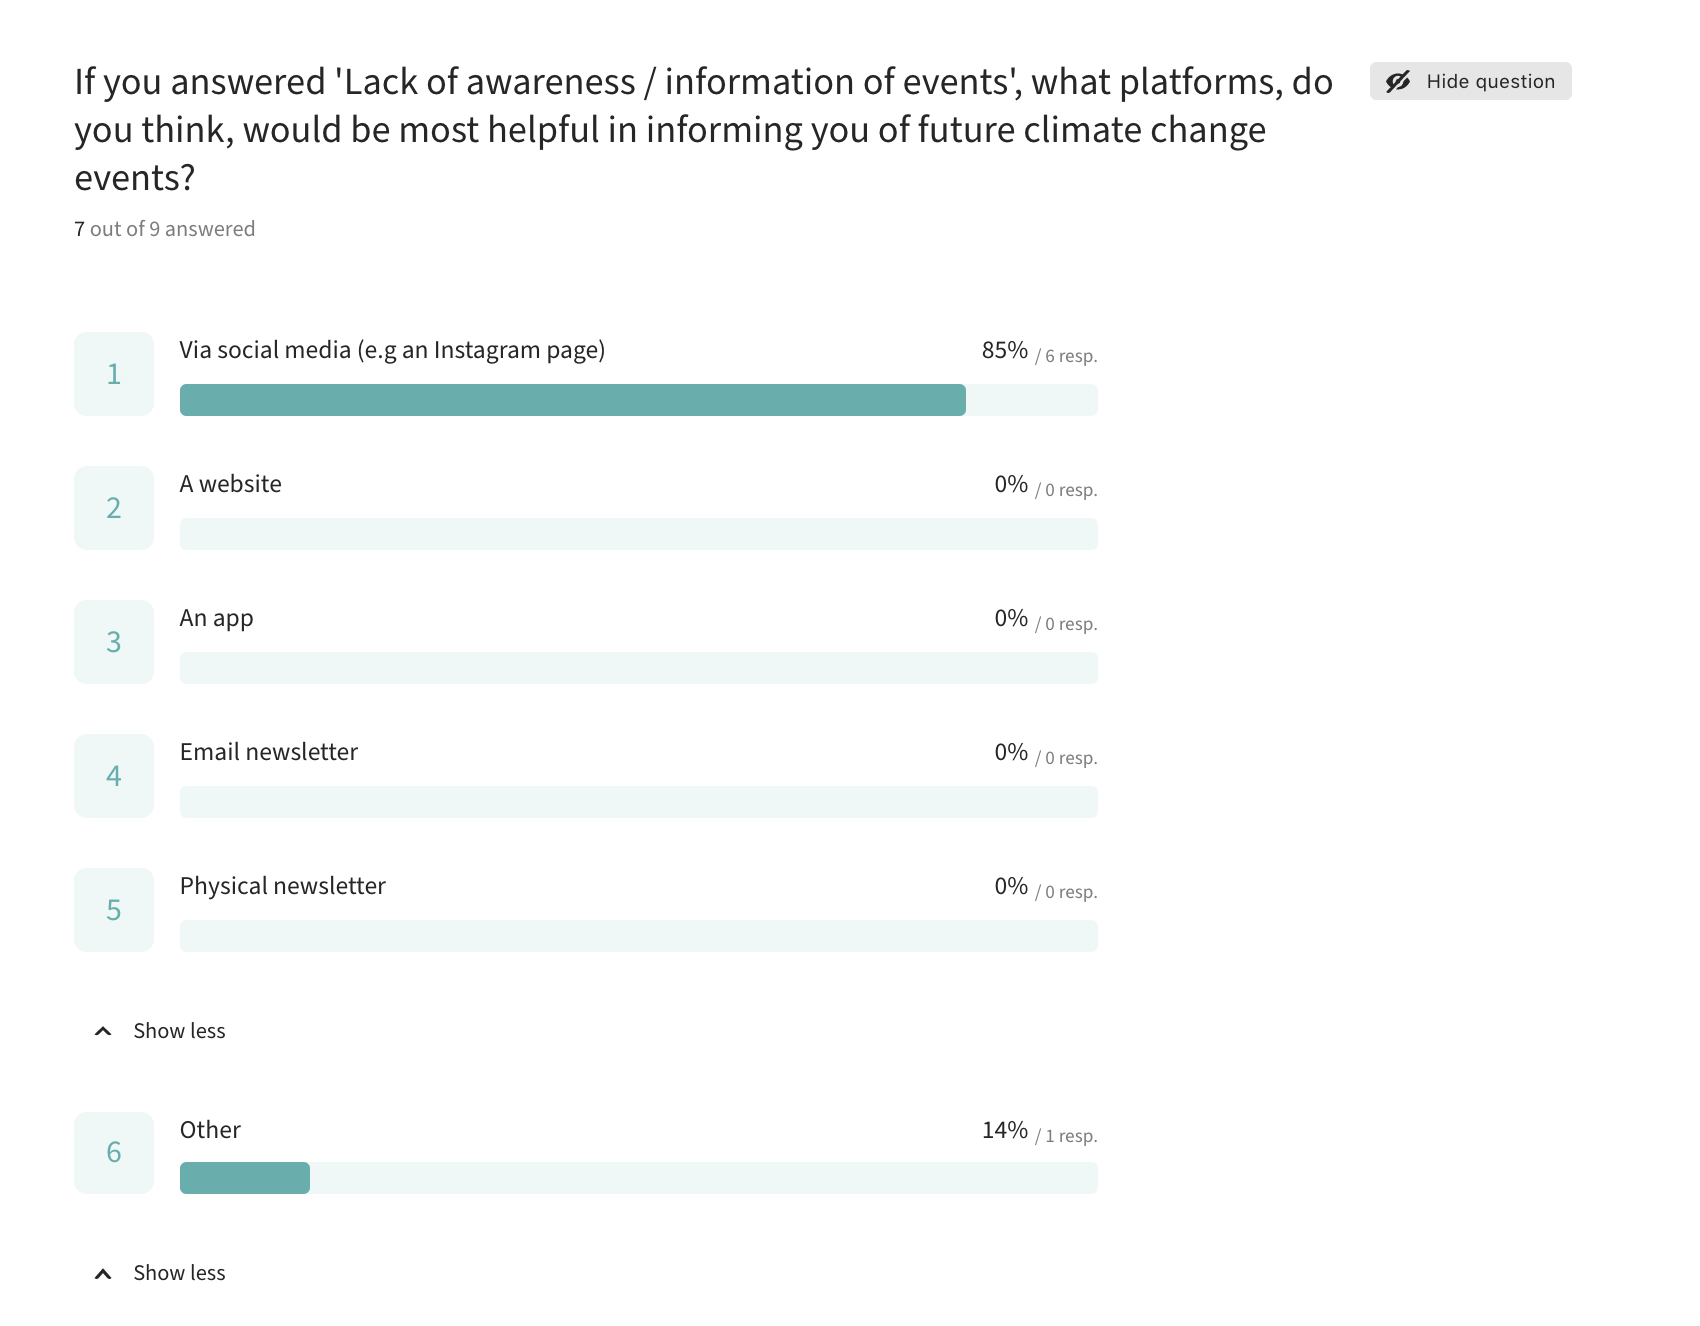 If you answered 'Lack of awareness / information of events', what platforms, do
you think, would be most helpful in informing you of future climate change
events?
Hide question
7 out of 9 answered
1
Via social media (e.g an Instagram page)
85% / 6 resp.
2
A website
0% / 0 resp.
3
An app
0% / 0 resp.
4
Email newsletter
0% / 0 resp.
5
Physical newsletter
0% / 0 resp.
Show less
6
Other
14% / 1 resp.
Show less